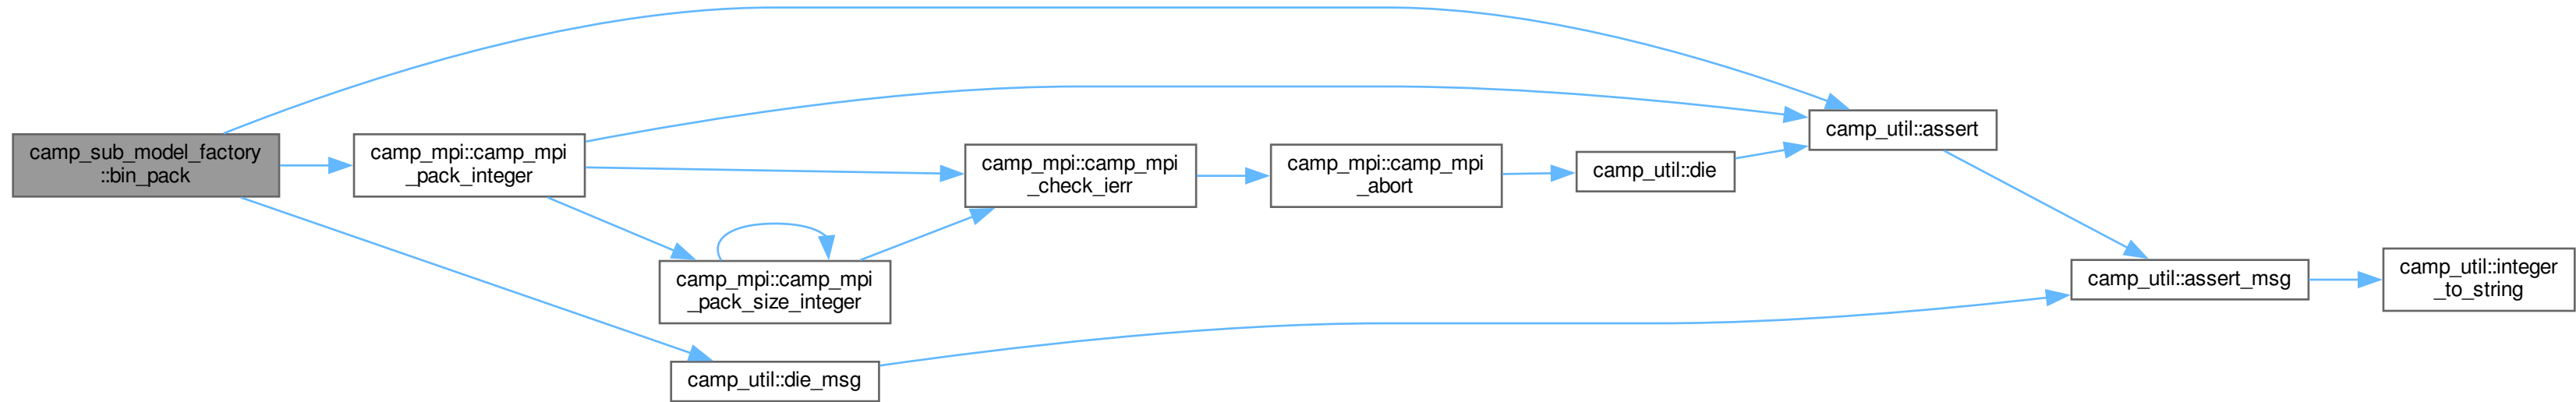 camp_sub_model_factory
::bin_pack
camp_mpi::camp_mpi
_pack_integer
camp_mpi::camp_mpi
_pack_size_integer
camp_util::die_msg
camp_mpi::camp_mpi
_check_ierr
camp_mpi::camp_mpi
_abort
camp_util::die
camp_util::assert
camp_util::assert_msg
camp_util::integer
_to_string